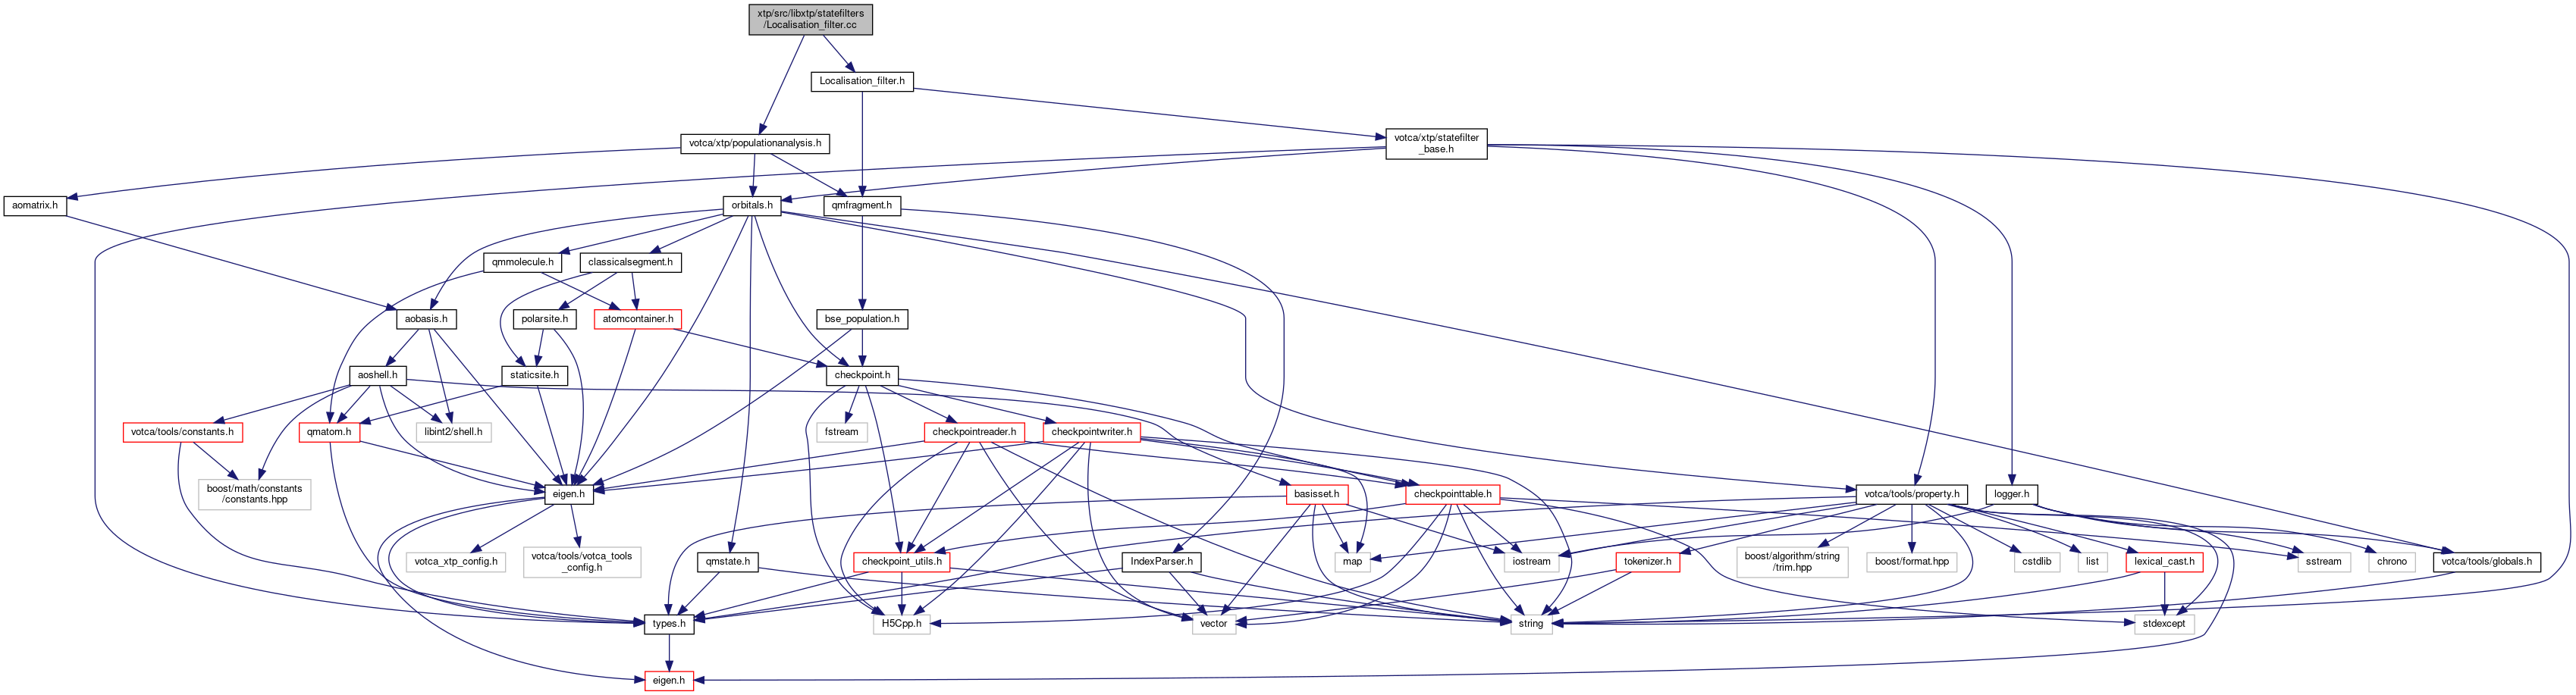 xtp/src/libxtp/statefilters
/Localisation_filter.cc
Localisation_filter.h
votca/xtp/populationanalysis.h
votca/xtp/statefilter
_base.h
aomatrix.h
orbitals.h
qmfragment.h
qmmolecule.h
classicalsegment.h
aobasis.h
polarsite.h
atomcontainer.h
bse_population.h
aoshell.h
staticsite.h
checkpoint.h
votca/tools/constants.h
qmatom.h
libint2/shell.h
fstream
checkpointreader.h
checkpointwriter.h
boost/math/constants
/constants.hpp
eigen.h
basisset.h
checkpointtable.h
votca/tools/property.h
logger.h
votca_xtp_config.h
votca/tools/votca_tools
_config.h
qmstate.h
checkpoint_utils.h
IndexParser.h
map
iostream
tokenizer.h
boost/algorithm/string
/trim.hpp
boost/format.hpp
cstdlib
list
lexical_cast.h
sstream
chrono
votca/tools/globals.h
types.h
H5Cpp.h
vector
string
stdexcept
eigen.h